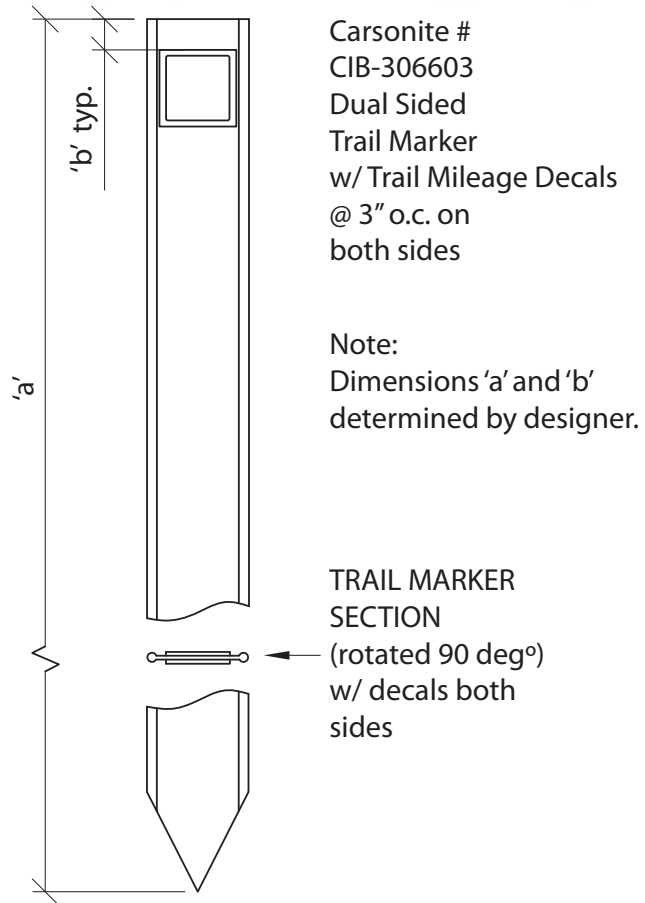 Carsonite #
CIB-306603
Dual Sided
Trail Marker
w/ Trail Mileage Decals
@ 3” o.c. on
both sides
‘b’ typ.
Note:
Dimensions ‘a’ and ‘b’
determined by designer.
‘a’
TRAIL MARKER
SECTION
(rotated 90 degº)
w/ decals both
sides